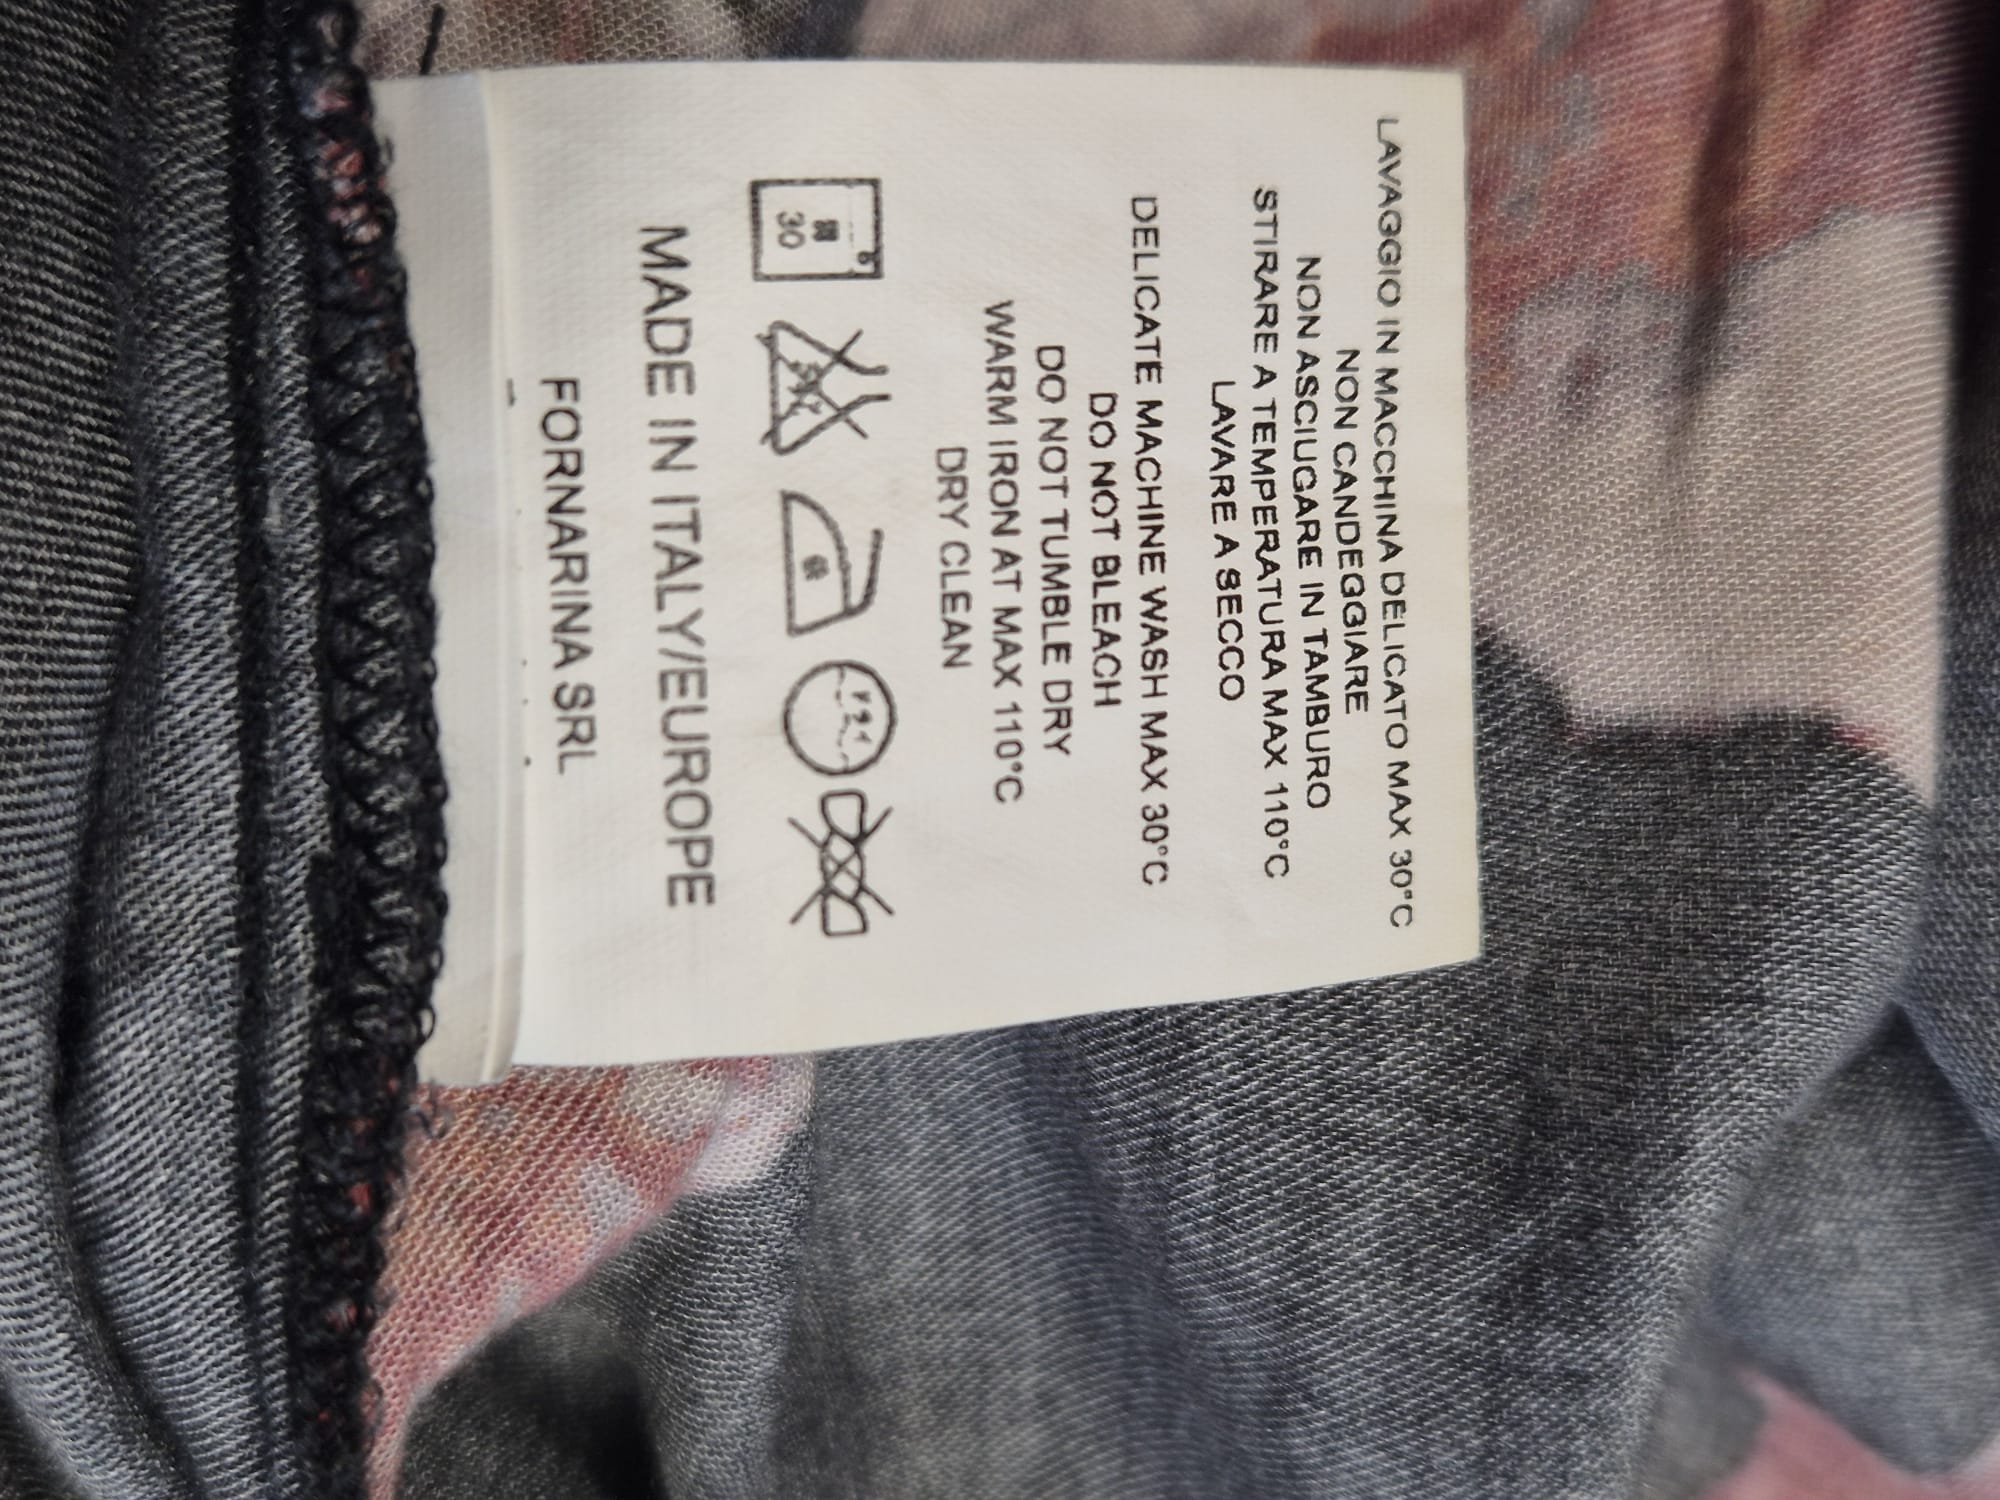 LAVAGGIO IN MACCHINA DELICATO MAX 30°C
NON CANDEGGIARE
NON ASCIUGARE IN TAMBURO
STIRARE A TEMPERATURA MAX 110°C
LAVARE A SECCO
DELICATE MACHINE WASH MAX 30°C
DO NOT BLEACH
DO NOT TUMBLE DRY
WARM IRON AT MAX 110°C
DRY CLEAN
30
MADE IN ITALY/EUROPE
FORNARINA SRL